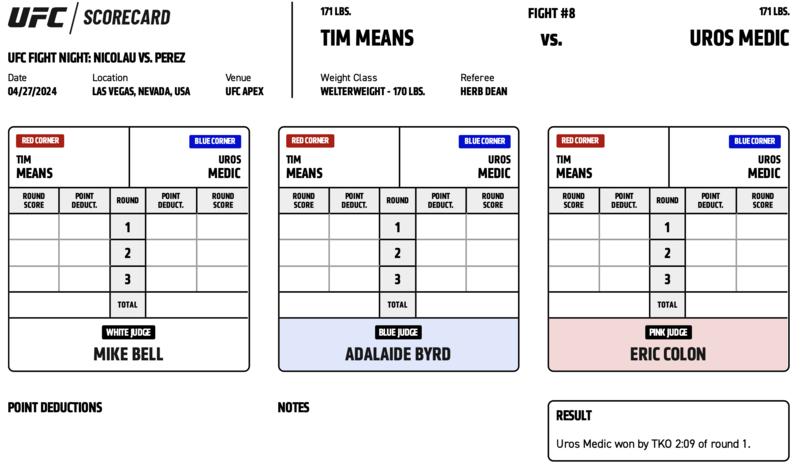 UFC / SCORECARD
UFC FIGHT NIGHT: NICOLAU VS. PEREZ
Date Location Venue
04/27/2024 LAS VEGAS, NEVADA, USA UFC APEX
171 LBS. FIGHT #8 171 LBS.
TIM MEANS VS. UROS MEDIC
Weight Class Referee
WELTERWEIGHT - 170 LBS. HERB DEAN
RED CORNER BLUE CORNER
TIM UROS
MEANS MEDIC
ROUND SCORE POINT DEDUCT. ROUND POINT DEDUCT. ROUND SCORE
1
2
3
TOTAL
WHITE JUDGE
MIKE BELL
RED CORNER BLUE CORNER
TIM UROS
MEANS MEDIC
ROUND SCORE POINT DEDUCT. ROUND POINT DEDUCT. ROUND SCORE
1
2
3
TOTAL
BLUE JUDGE
ADALAIDE BYRD
RED CORNER BLUE CORNER
TIM UROS
MEANS MEDIC
ROUND SCORE POINT DEDUCT. ROUND POINT DEDUCT. ROUND SCORE
1
2
3
TOTAL
PINK JUDGE
ERIC COLON
POINT DEDUCTIONS
NOTES
RESULT
Uros Medic won by TKO 2:09 of round 1.